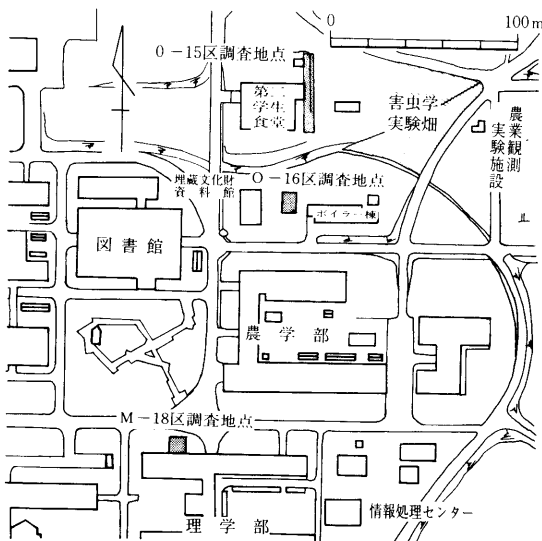 0
100m
O-15区調査地点
第二
学生
食堂
害虫学
実験畑
農業観測
実験施設
埋蔵文化財
資料館
O-16区調査地点
ボイラー棟
図書館
農学部
M-18区調査地点
理学部
情報処理センター